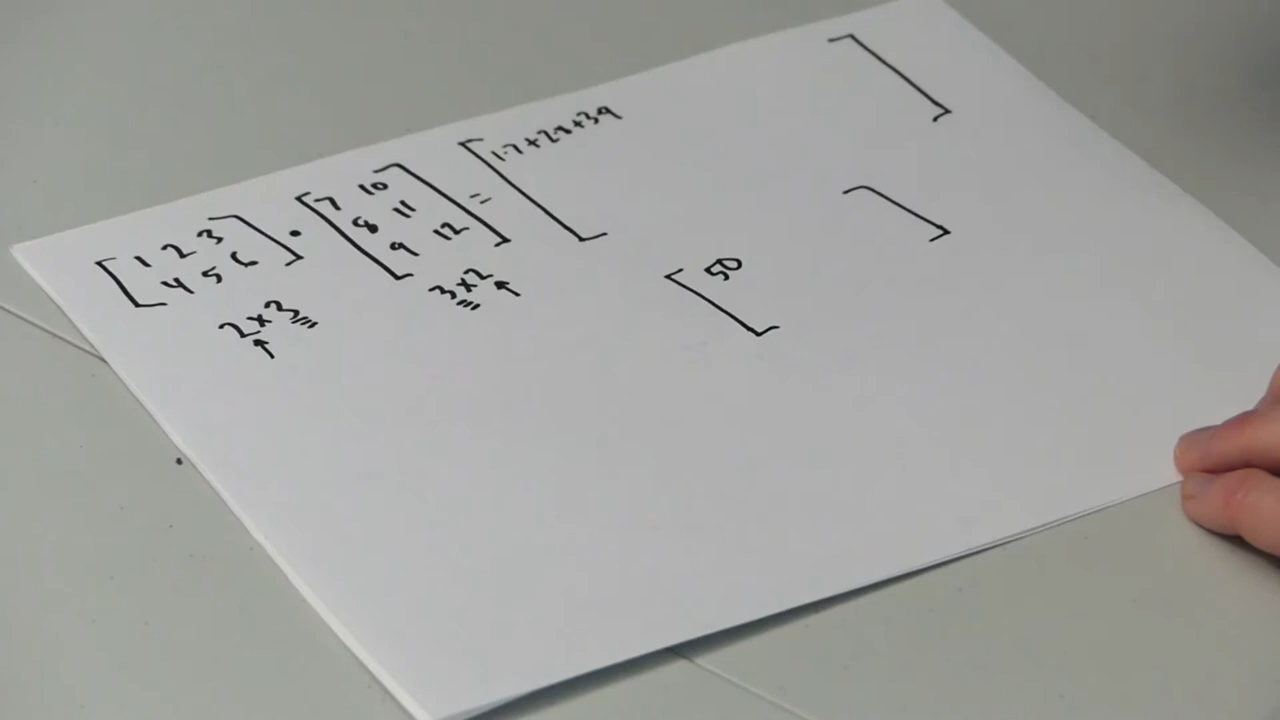 [1 2 3
4 5 6] · [7 10
8 11
9 12] = [1·7+2·8+3·9 ]
2×3
3×2
[50 ]